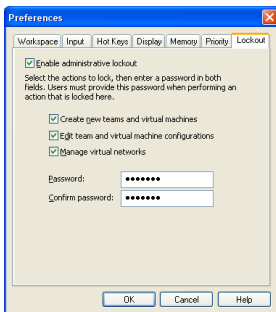 Preferences
Workspace Input Hot Keys Display Memory Priority Lockout
Enable administrative lockout
Select the actions to lock, then enter a password in both
fields. Users must provide this password when performing an
action that is locked here.
Create new teams and virtual machines
Edit team and virtual machine configurations
Manage virtual networks
Password: •••••••
Confirm password: •••••••
OK Cancel Help